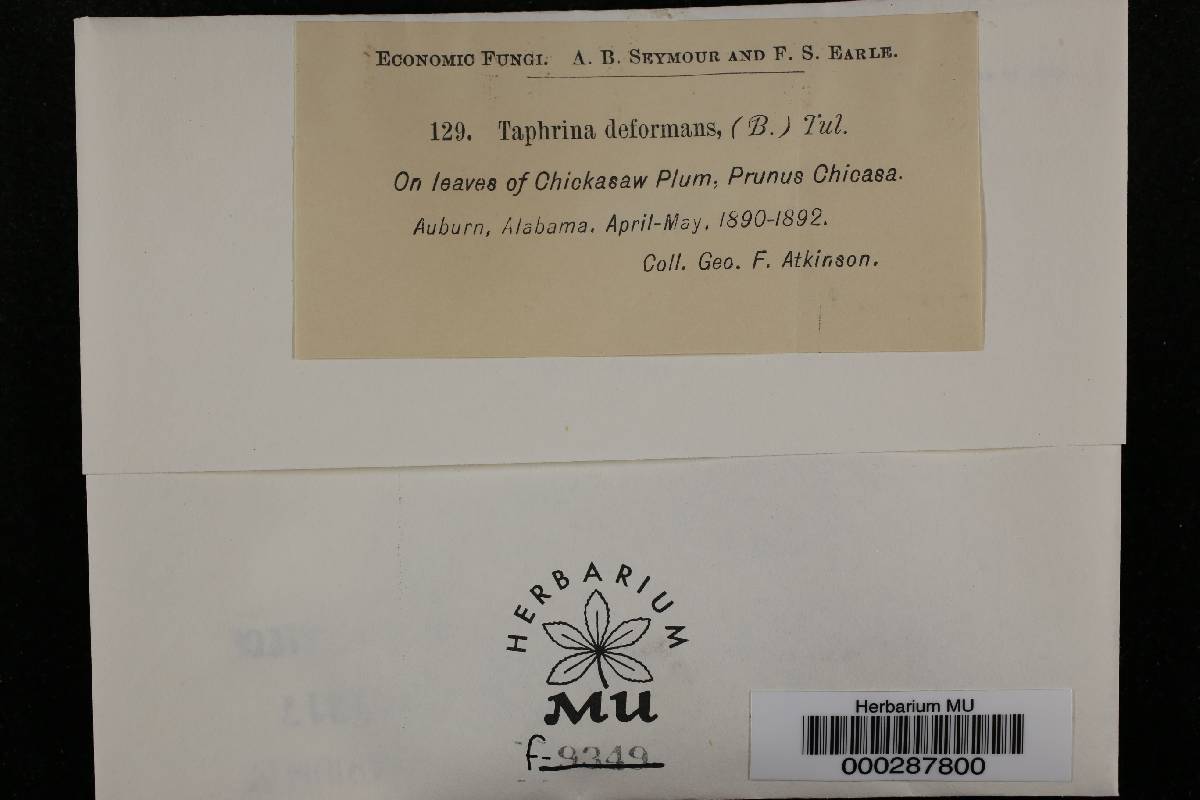 ECONOMIC FUNGI. A. B. SEYMOUR AND F. S. EARLE.
129. Taphrina deformans, (B.) Tul.
On leaves of Chickasaw Plum, Prunus Chicasa.
Auburn, Alabama. April-May, 1890-1892.
Coll. Geo. F. Atkinson.
HERBARIUM
MU
f-9349
Herbarium MU
000287800